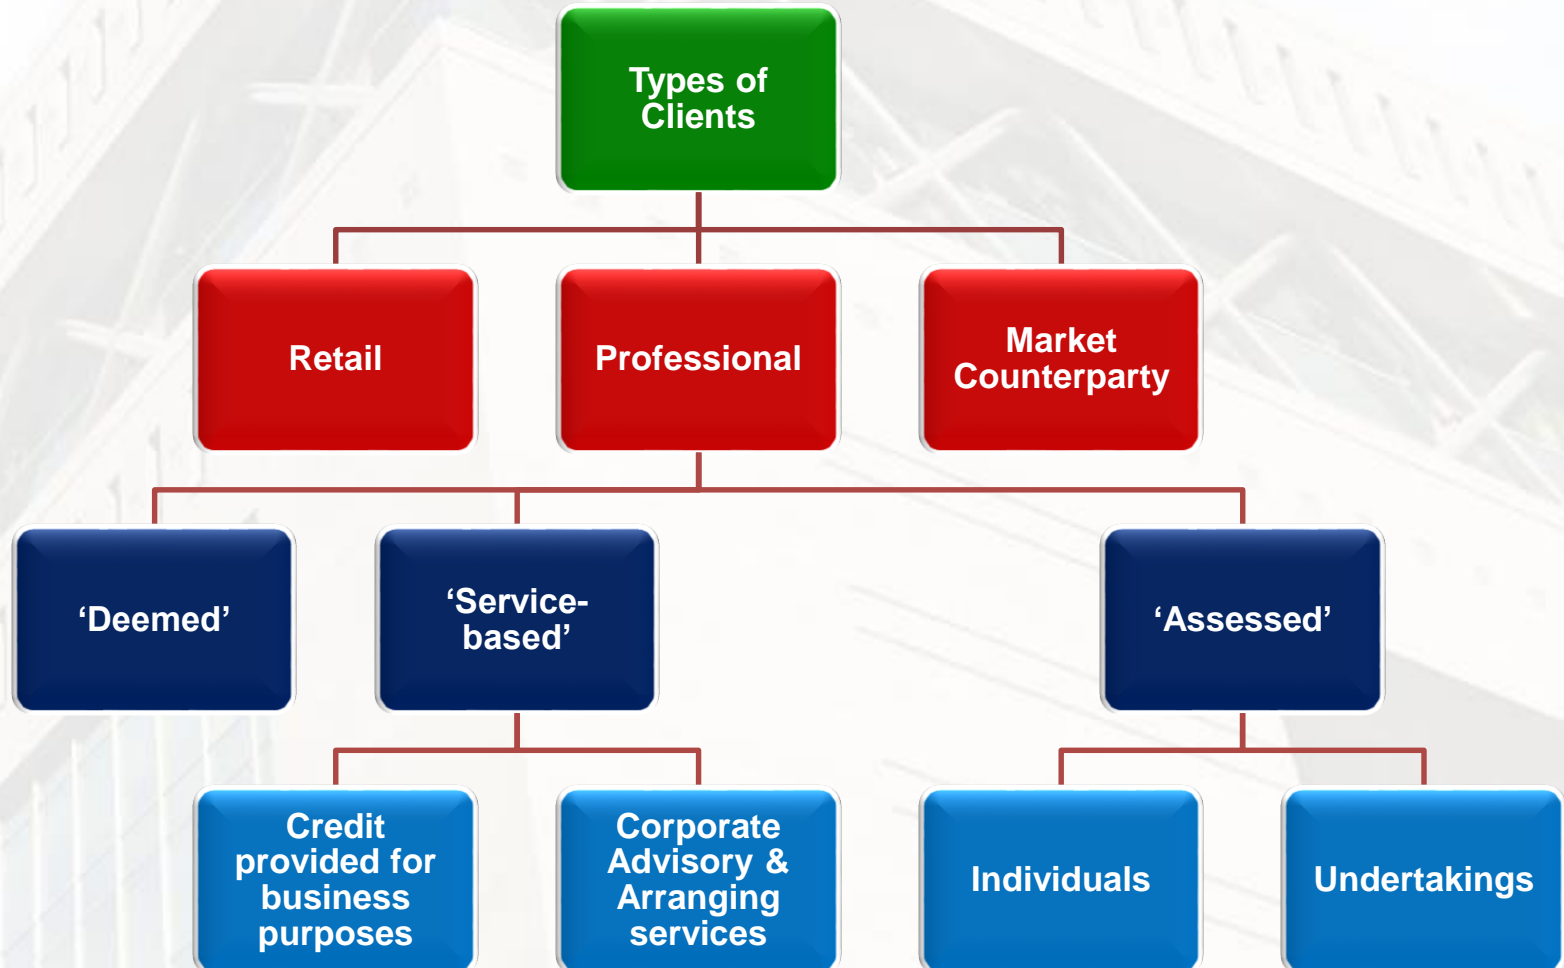 Types of
Clients
Retail
Professional
Market
Counterparty
‘Deemed’
‘Service-
based’
‘Assessed’
Credit
provided for
business
purposes
Corporate
Advisory &
Arranging
services
Individuals
Undertakings